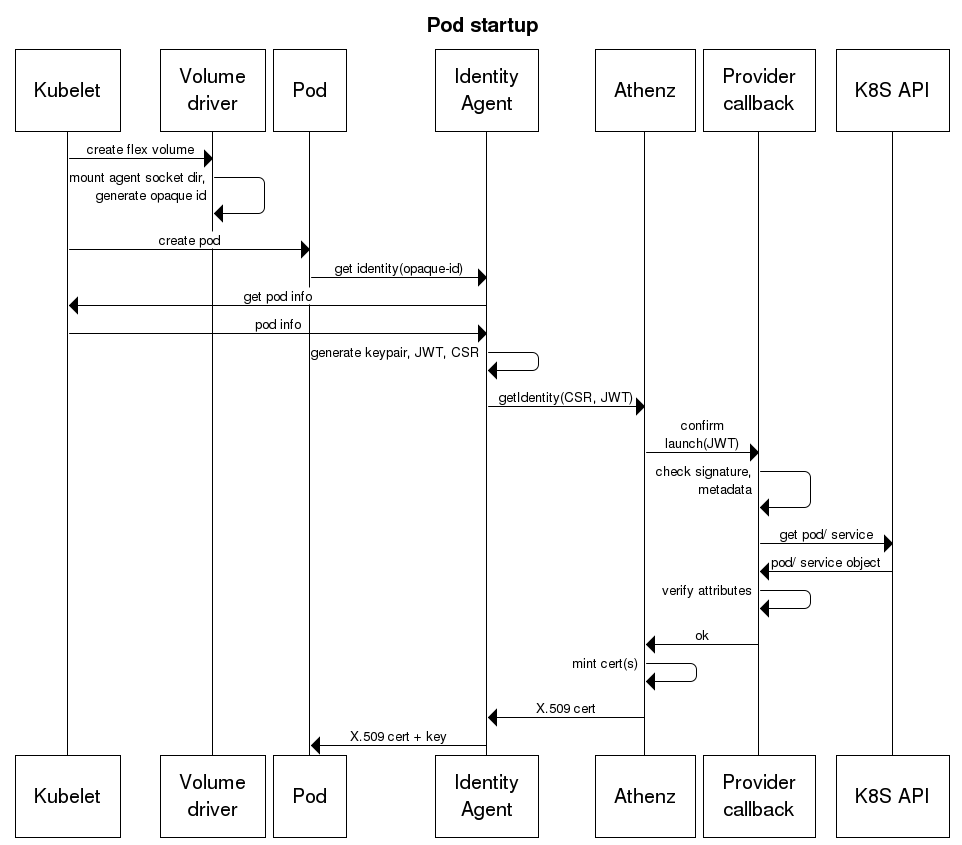 Pod startup
Kubelet
Volume
driver
Pod
Identity
Agent
Athenz
Provider
callback
K8S API
create flex volume
mount agent socket dir,
generate opaque id
create pod
get identity(opaque-id)
get pod info
pod info
generate keypair, JWT, CSR
getIdentity(CSR, JWT)
confirm
launch(JWT)
check signature,
metadata
get pod/ service
pod/ service object
verify attributes
ok
mint cert(s)
X.509 cert
X.509 cert + key
Kubelet
Volume
driver
Pod
Identity
Agent
Athenz
Provider
callback
K8S API